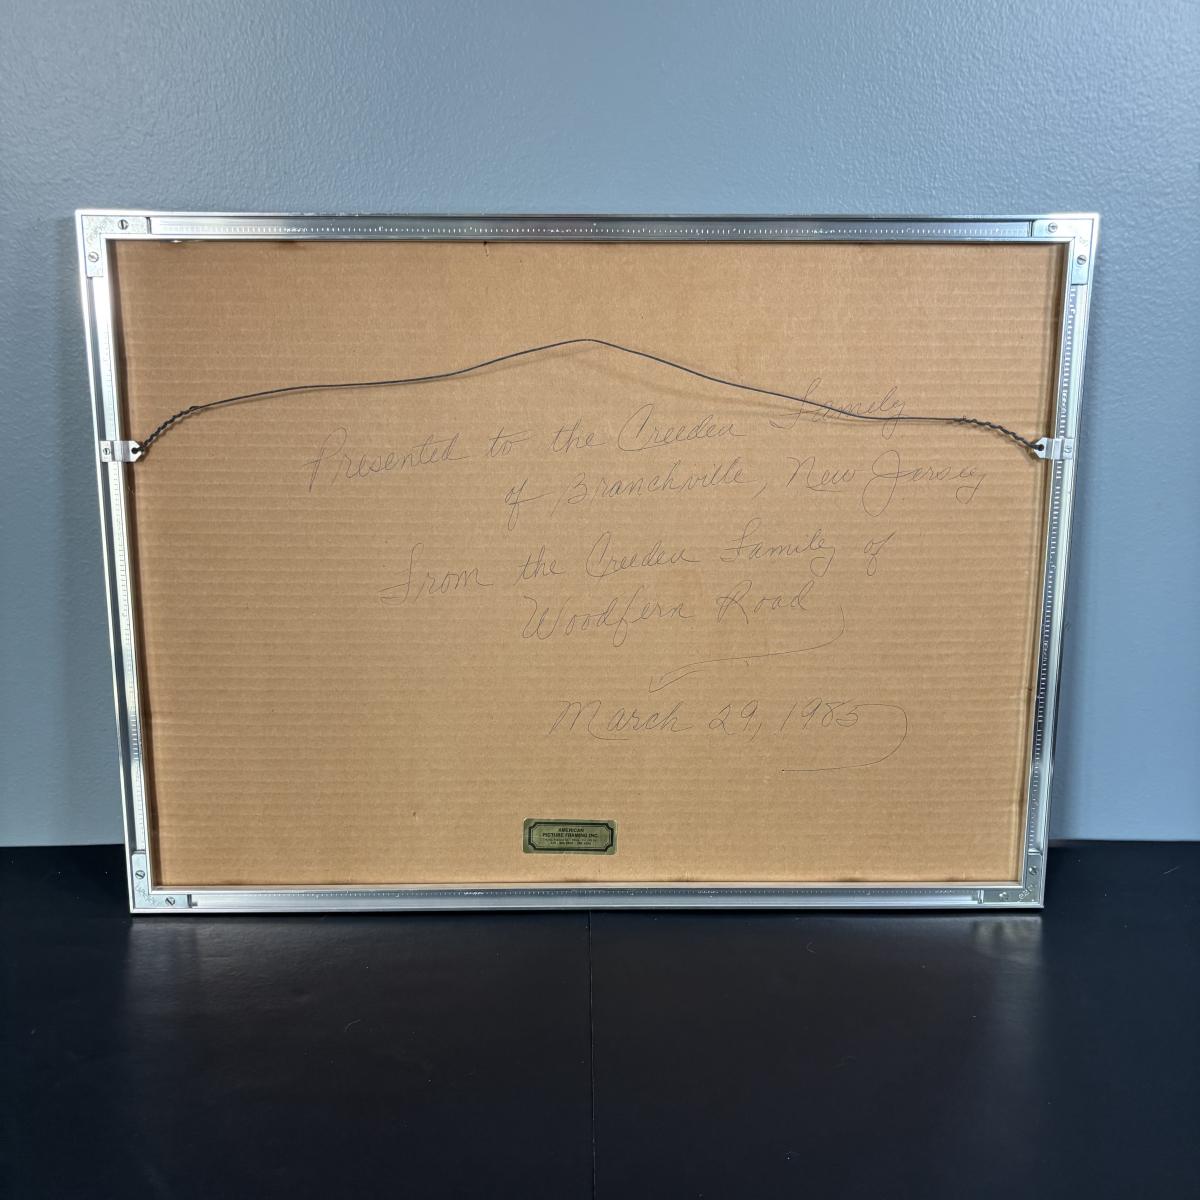 Presented to the Creeden Family
of Branchville, New Jersey
From the Creeden Family of
Woodfern Road
March 29, 1985
AMERICAN
PICTURE FRAMING INC.